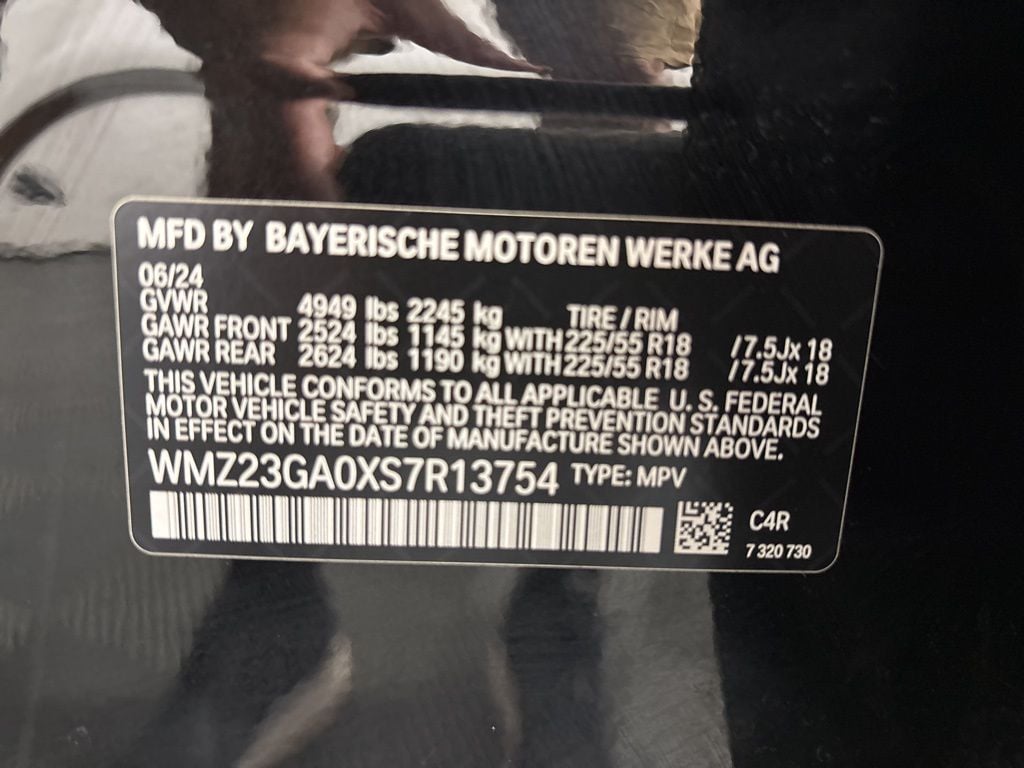 MFD BY BAYERISCHE MOTOREN WERKE AG
06/24
GVWR 4949 lbs 2245 kg TIRE / RIM
GAWR FRONT 2524 lbs 1145 kg WITH 225/55 R18 /7.5Jx 18
GAWR REAR 2624 lbs 1190 kg WITH 225/55 R18 /7.5Jx 18
THIS VEHICLE CONFORMS TO ALL APPLICABLE U. S. FEDERAL
MOTOR VEHICLE SAFETY AND THEFT PREVENTION STANDARDS
IN EFFECT ON THE DATE OF MANUFACTURE SHOWN ABOVE.
WMZ23GA0XS7R13754 TYPE: MPV
C4R
7 320 730